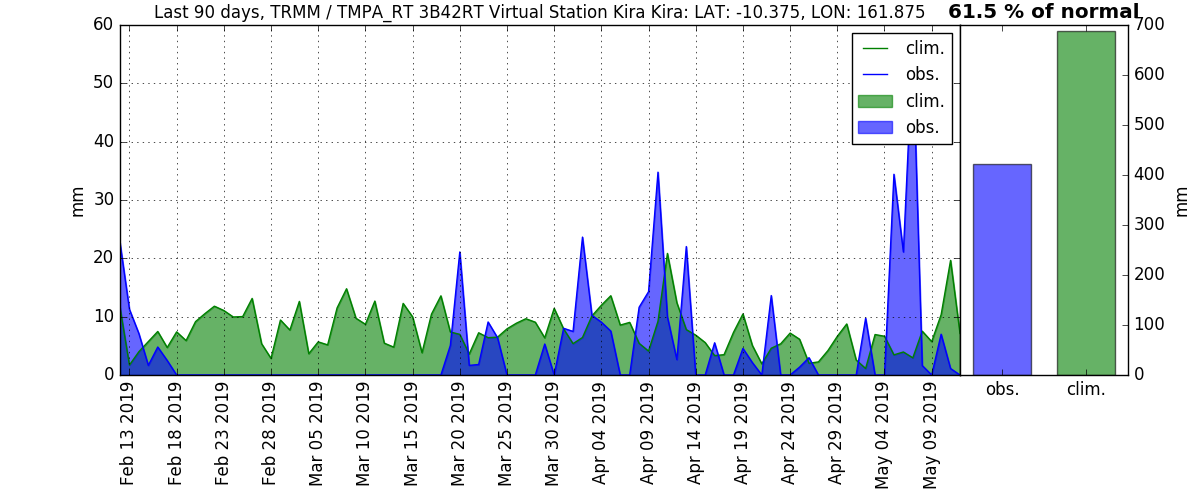 Last 90 days, TRMM / TMPA_RT 3B42RT Virtual Station Kira Kira: LAT: -10.375, LON: 161.875
61.5 % of normal
60
50
40
30
20
10
0
mm
clim.
obs.
clim.
obs.
700
600
500
400
300
200
100
0
mm
obs.
clim.
Feb 13 2019
Feb 18 2019
Feb 23 2019
Feb 28 2019
Mar 05 2019
Mar 10 2019
Mar 15 2019
Mar 20 2019
Mar 25 2019
Mar 30 2019
Apr 04 2019
Apr 09 2019
Apr 14 2019
Apr 19 2019
Apr 24 2019
Apr 29 2019
May 04 2019
May 09 2019